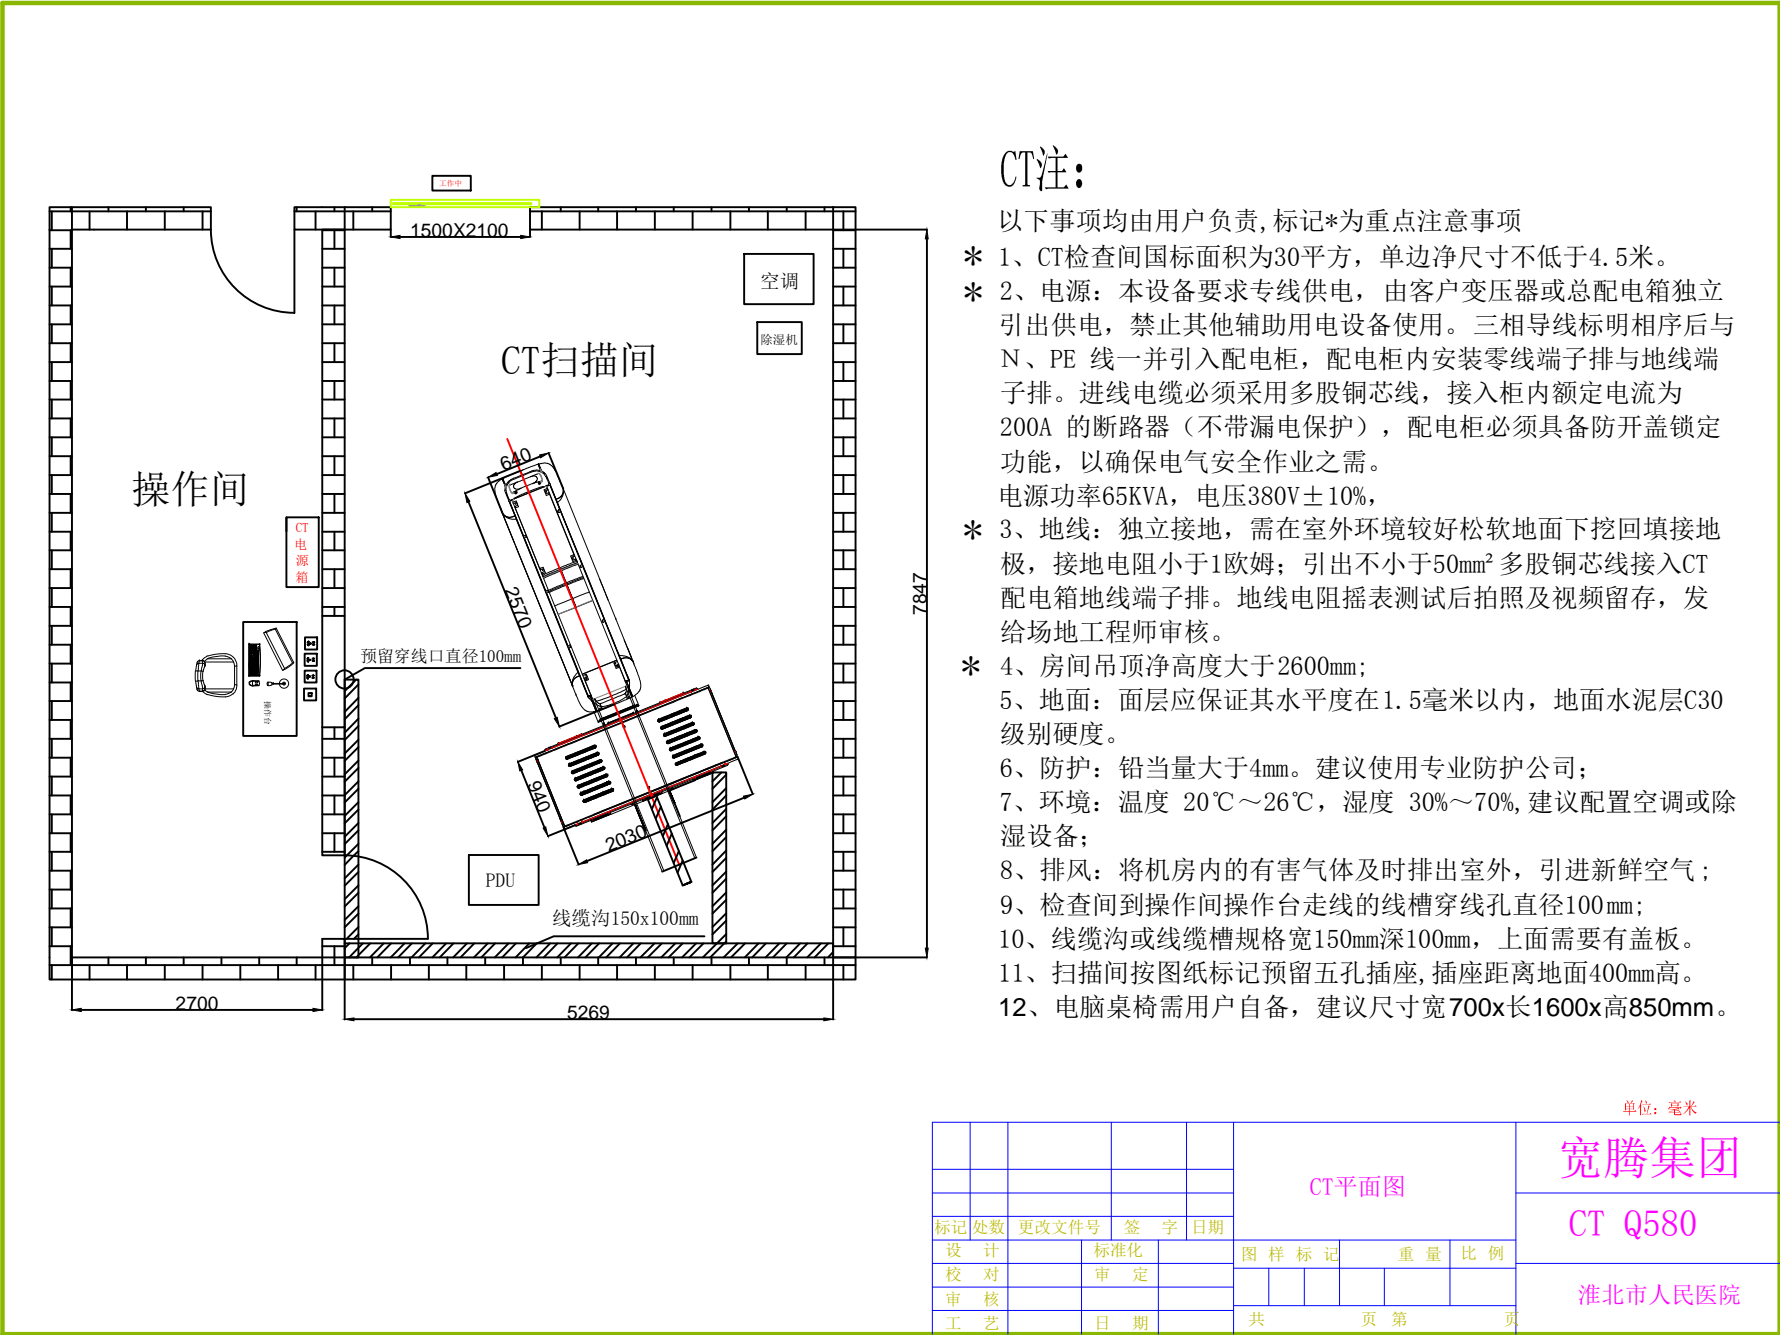 工作中
1500X2100
空调
除湿机
CT扫描间
操作间
CT
电
源
箱
640
2570
7847
预留穿线口直径100mm
操作台
940
2030
PDU
线缆沟150x100mm
2700
5269
CT注:
以下事项均由用户负责,标记*为重点注意事项
* 1、CT检查间国标面积为30平方, 单边净尺寸不低于4.5米。
* 2、电源: 本设备要求专线供电, 由客户变压器或总配电箱独立
引出供电, 禁止其他辅助用电设备使用。三相导线标明相序后与
N、PE 线一并引入配电柜, 配电柜内安装零线端子排与地线端
子排。进线电缆必须采用多股铜芯线, 接入柜内额定电流为
200A 的断路器（不带漏电保护）, 配电柜必须具备防开盖锁定
功能, 以确保电气安全作业之需。
电源功率65KVA, 电压380V±10%,
* 3、地线: 独立接地, 需在室外环境较好松软地面下挖回填接地
极, 接地电阻小于1欧姆; 引出不小于50mm²多股铜芯线接入CT
配电箱地线端子排。地线电阻摇表测试后拍照及视频留存, 发
给场地工程师审核。
* 4、房间吊顶净高度大于2600mm;
5、地面: 面层应保证其水平度在1.5毫米以内, 地面水泥层C30
级别硬度。
6、防护: 铅当量大于4mm。建议使用专业防护公司;
7、环境: 温度 20℃～26℃, 湿度 30%～70%,建议配置空调或除
湿设备;
8、排风: 将机房内的有害气体及时排出室外, 引进新鲜空气;
9、检查间到操作间操作台走线的线槽穿线孔直径100mm;
10、线缆沟或线缆槽规格宽150mm深100mm, 上面需要有盖板。
11、扫描间按图纸标记预留五孔插座,插座距离地面400mm高。
12、电脑桌椅需用户自备, 建议尺寸宽700x长1600x高850mm。
单位: 毫米
宽腾集团
CT平面图
CT Q580
标记 处数 更改文件号 签 字 日期
设 计 标准化
图 样 标 记 重 量 比 例
校 对 审 定
审 核
淮北市人民医院
工 艺 日 期
共 页 第 页